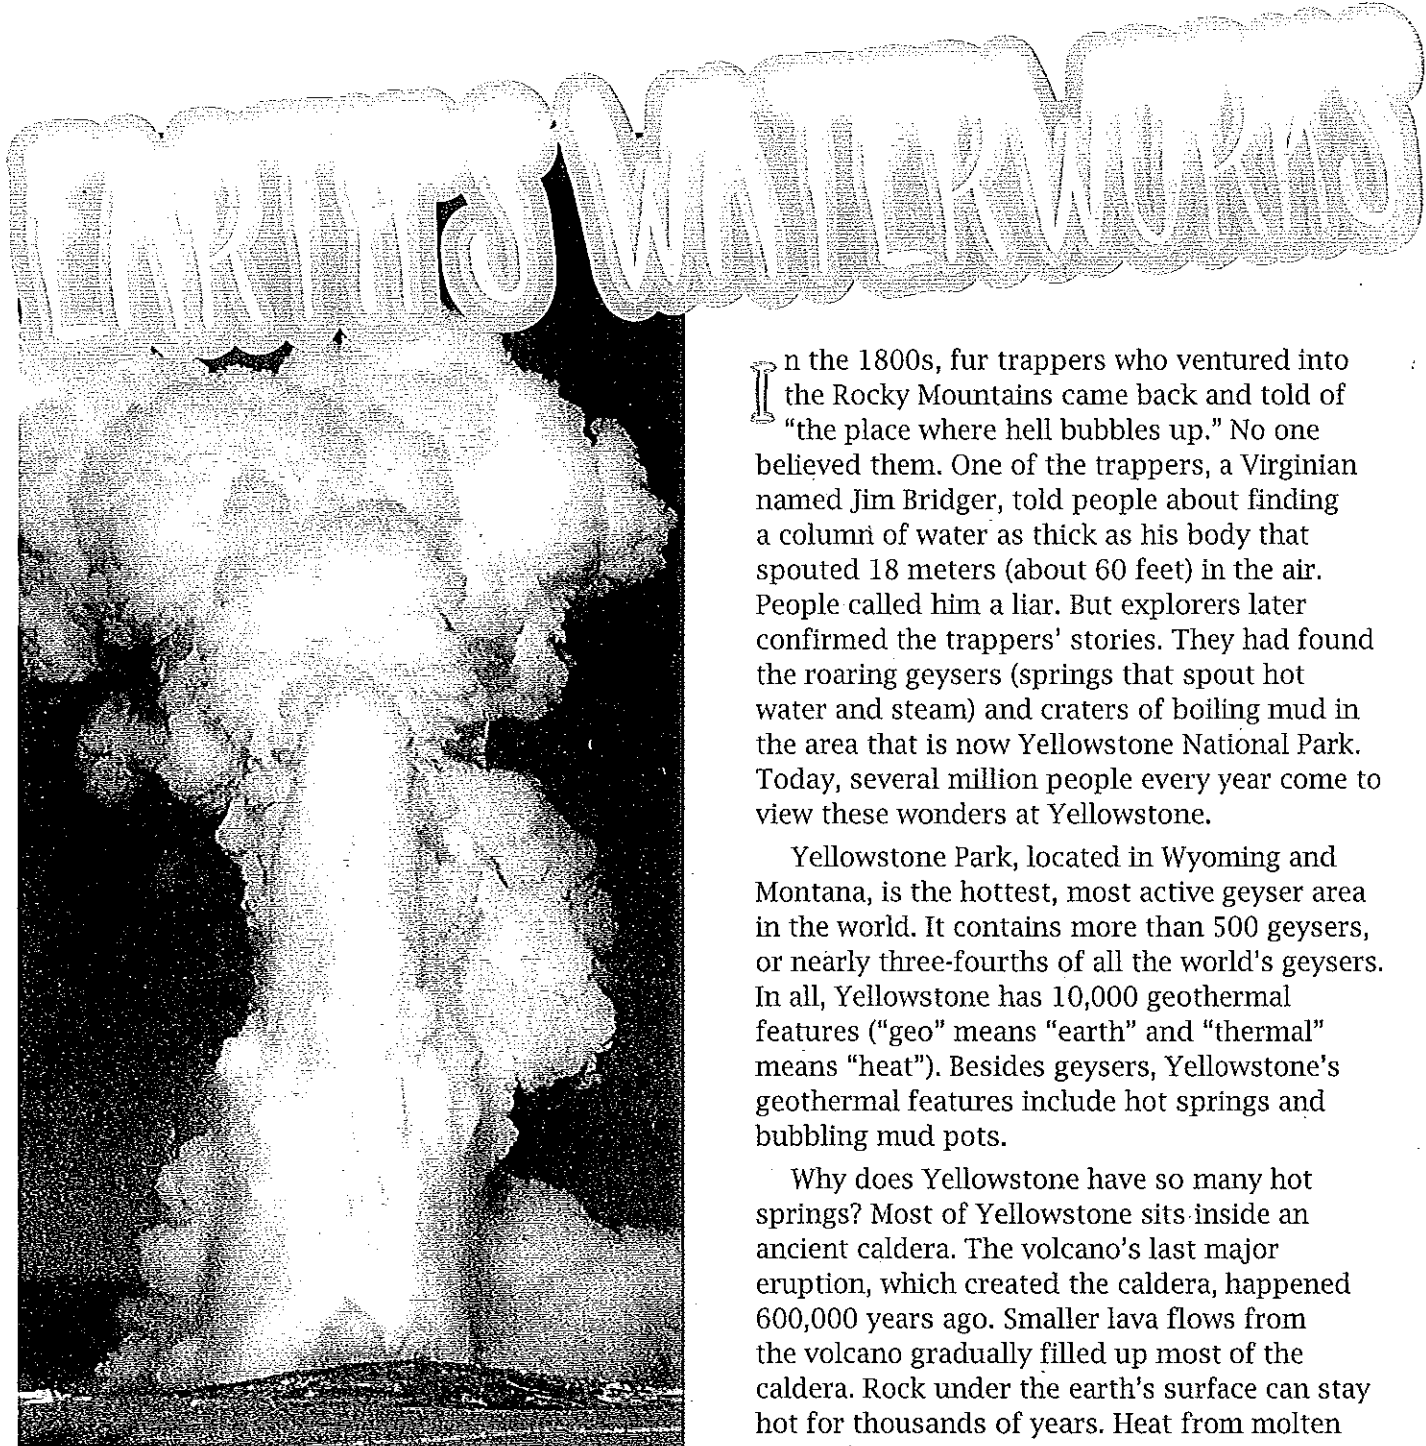 EARTH'S WATERWORKS
In the 1800s, fur trappers who ventured into
the Rocky Mountains came back and told of
“the place where hell bubbles up.” No one
believed them. One of the trappers, a Virginian
named Jim Bridger, told people about finding
a column of water as thick as his body that
spouted 18 meters (about 60 feet) in the air.
People called him a liar. But explorers later
confirmed the trappers’ stories. They had found
the roaring geysers (springs that spout hot
water and steam) and craters of boiling mud in
the area that is now Yellowstone National Park.
Today, several million people every year come to
view these wonders at Yellowstone.
Yellowstone Park, located in Wyoming and
Montana, is the hottest, most active geyser area
in the world. It contains more than 500 geysers,
or nearly three-fourths of all the world's geysers.
In all, Yellowstone has 10,000 geothermal
features (“geo” means “earth” and “thermal”
means “heat”). Besides geysers, Yellowstone's
geothermal features include hot springs and
bubbling mud pots.
Why does Yellowstone have so many hot
springs? Most of Yellowstone sits inside an
ancient caldera. The volcano’s last major
eruption, which created the caldera, happened
600,000 years ago. Smaller lava flows from
the volcano gradually filled up most of the
caldera. Rock under the earth’s surface can stay
hot for thousands of years. Heat from molten